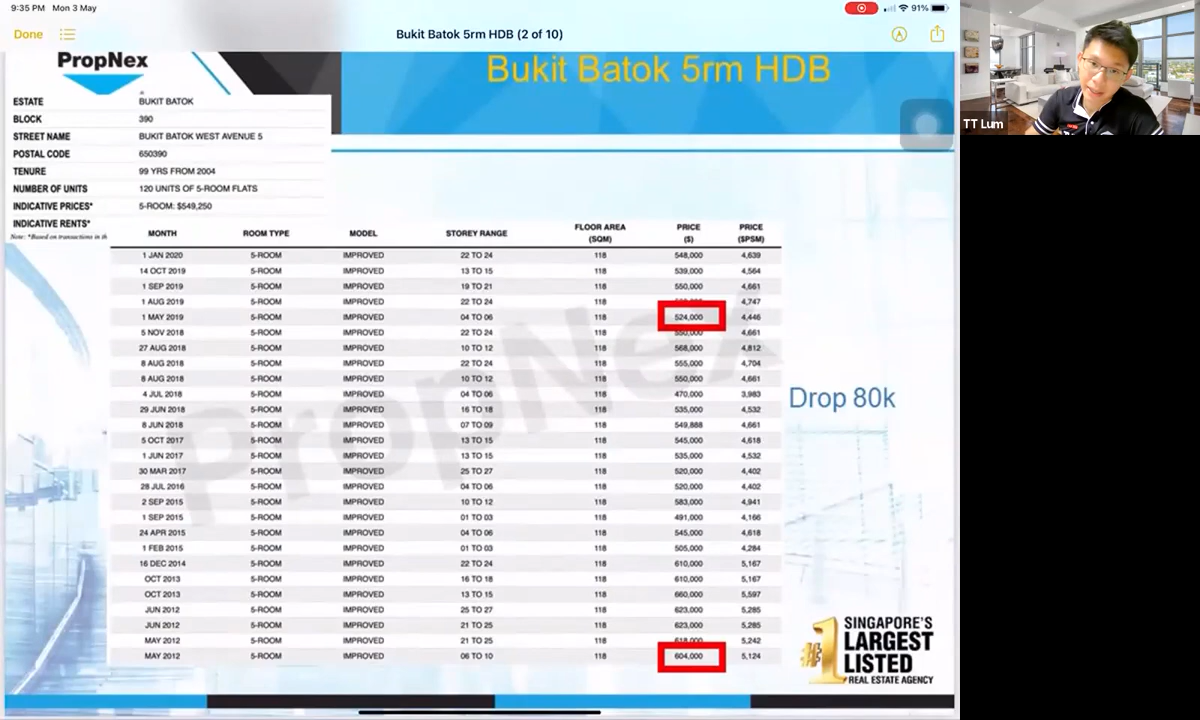 9:35 PM Mon 3 May
91%
Done
Bukit Batok 5rm HDB (2 of 10)
PropNex
Bukit Batok 5rm HDB
TT Lum
ESTATE BUKIT BATOK
BLOCK 390
STREET NAME BUKIT BATOK WEST AVENUE 5
POSTAL CODE 650390
TENURE 99 YRS FROM 2004
NUMBER OF UNITS 120 UNITS OF 5-ROOM FLATS
INDICATIVE PRICES* 5-ROOM: $549,250
INDICATIVE RENTS*
Note: *Based on transactions in th
MONTH ROOM TYPE MODEL STOREY RANGE FLOOR AREA (SQM) PRICE ($) PRICE ($PSM)
1 JAN 2020 5-ROOM IMPROVED 22 TO 24 118 548,000 4,639
14 OCT 2019 5-ROOM IMPROVED 13 TO 15 118 539,000 4,564
1 SEP 2019 5-ROOM IMPROVED 19 TO 21 118 550,000 4,661
1 AUG 2019 5-ROOM IMPROVED 22 TO 24 118 4,747
1 MAY 2019 5-ROOM IMPROVED 04 TO 06 118 524,000 4,446
5 NOV 2018 5-ROOM IMPROVED 22 TO 24 118 550,000 4,661
27 AUG 2018 5-ROOM IMPROVED 10 TO 12 118 568,000 4,812
8 AUG 2018 5-ROOM IMPROVED 22 TO 24 118 555,000 4,704
6 AUG 2018 5-ROOM IMPROVED 10 TO 12 118 550,000 4,661
4 JUL 2018 5-ROOM IMPROVED 04 TO 06 118 470,000 3,983
29 JUN 2018 5-ROOM IMPROVED 16 TO 18 118 535,000 4,532
8 JUN 2018 5-ROOM IMPROVED 07 TO 09 118 549,888 4,661
5 OCT 2017 5-ROOM IMPROVED 13 TO 15 118 545,000 4,618
1 JUN 2017 5-ROOM IMPROVED 13 TO 15 118 535,000 4,532
30 MAR 2017 5-ROOM IMPROVED 25 TO 27 118 520,000 4,402
28 JUL 2016 5-ROOM IMPROVED 04 TO 06 118 520,000 4,402
2 SEP 2015 5-ROOM IMPROVED 10 TO 12 118 583,000 4,941
1 SEP 2015 5-ROOM IMPROVED 01 TO 03 118 491,000 4,166
24 APR 2015 5-ROOM IMPROVED 04 TO 06 118 545,000 4,618
1 FEB 2015 5-ROOM IMPROVED 01 TO 03 118 505,000 4,284
16 DEC 2014 5-ROOM IMPROVED 22 TO 24 118 610,000 5,167
OCT 2013 5-ROOM IMPROVED 16 TO 18 118 610,000 5,167
OCT 2013 5-ROOM IMPROVED 13 TO 15 118 660,000 5,597
JUN 2012 5-ROOM IMPROVED 25 TO 27 118 623,000 5,285
JUN 2012 5-ROOM IMPROVED 21 TO 25 118 623,000 5,285
MAY 2012 5-ROOM IMPROVED 21 TO 25 118 618,000 5,242
MAY 2012 5-ROOM IMPROVED 06 TO 10 118 604,000 5,124
PropNex
Drop 80k
#1 SINGAPORE'S
LARGEST
LISTED
REAL ESTATE AGENCY